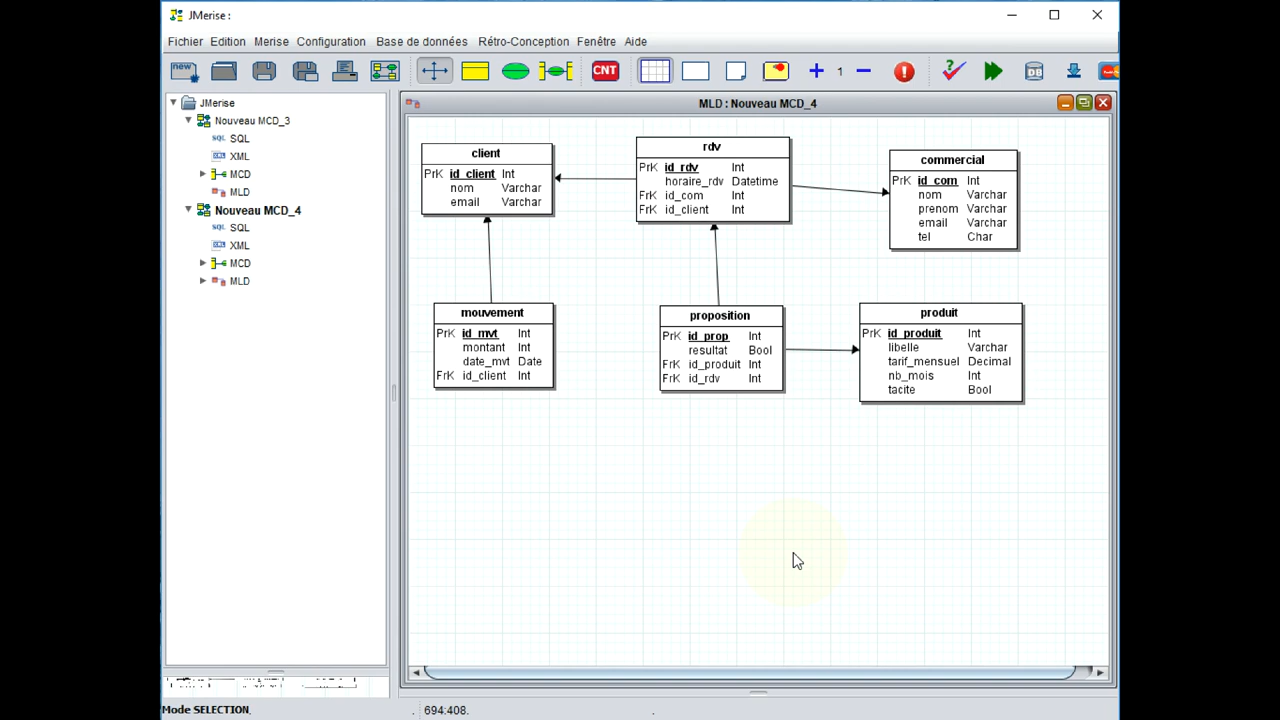 JMerise :
Fichier Edition Merise Configuration Base de données Rétro-Conception Fenêtre Aide
new CNT 1 DB
JMerise
Nouveau MCD_3
SQL
XML
MCD
MLD
Nouveau MCD_4
SQL
XML
MCD
MLD
MLD : Nouveau MCD_4
client
PrK id_client Int
nom Varchar
email Varchar
rdv
PrK id_rdv Int
horaire_rdv Datetime
FrK id_com Int
FrK id_client Int
commercial
PrK id_com Int
nom Varchar
prenom Varchar
email Varchar
tel Char
mouvement
PrK id_mvt Int
montant Int
date_mvt Date
FrK id_client Int
proposition
PrK id_prop Int
resultat Bool
FrK id_produit Int
FrK id_rdv Int
produit
PrK id_produit Int
libelle Varchar
tarif_mensuel Decimal
nb_mois Int
tacite Bool
Mode SELECTION. . 694:408. .